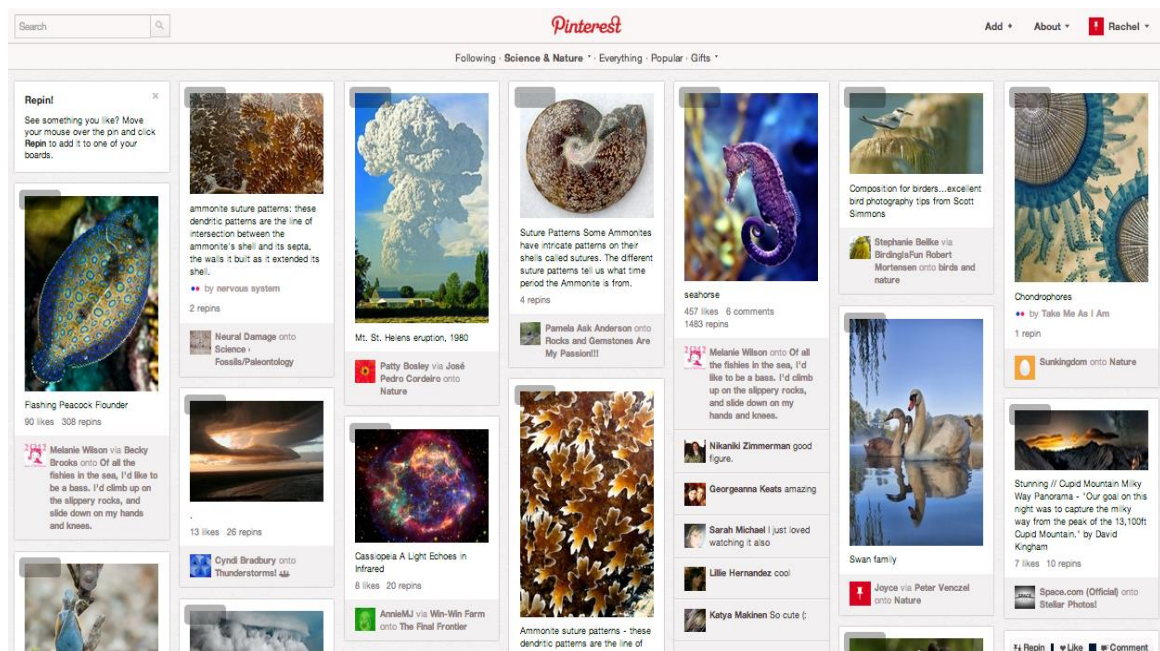 Search
Pinterest
Add +
About
Rachel
Following · Science & Nature · Everything · Popular · Gifts
Repin!
See something you like? Move
your mouse over the pin and click
Repin to add it to one of your
boards.
Flashing Peacock Flounder
90 likes 308 repins
Melanie Wilson via Becky
Brooks onto Of all the
fishies in the sea, I'd like to
be a bass. I'd climb up on
the slippery rocks, and
slide down on my hands
and knees.
ammonite suture patterns: these
dendritic patterns are the line of
intersection between the
ammonite's shell and its septa,
the walls it built as it extended its
shell.
by nervous system
2 repins
Neural Damage onto
Science -
Fossils/Paleontology
.
13 likes 26 repins
Cyndi Bradbury onto
Thunderstorms!
Mt. St. Helens eruption, 1980
Patty Bosley via José
Pedro Cordeiro onto
Nature
Cassiopeia A Light Echoes in
Infrared
8 likes 20 repins
AnnieMJ via Win-Win Farm
onto The Final Frontier
Suture Patterns Some Ammonites
have intricate patterns on their
shells called sutures. The different
suture patterns tell us what time
period the Ammonite is from.
4 repins
Pamela Ask Anderson onto
Rocks and Gemstones Are
My Passion!!!
Ammonite suture patterns - these
dendritic patterns are the line of
seahorse
457 likes 6 comments
1483 repins
Melanie Wilson onto Of all
the fishies in the sea, I'd
like to be a bass. I'd climb
up on the slippery rocks,
and slide down on my
hands and knees.
Nikaniki Zimmerman good
figure.
Georgeanna Keats amazing
Sarah Michael I just loved
watching it also
Lillie Hernandez cool
Katya Makinen So cute (;
Composition for birders...excellent
bird photography tips from Scott
Simmons
Stephanie Beilke via
BirdingIsFun Robert
Mortensen onto birds and
nature
Swan family
Joyce via Peter Venczel
onto Nature
Chondrophores
by Take Me As I Am
1 repin
Sunkingdom onto Nature
Stunning // Cupid Mountain Milky
Way Panorama - "Our goal on this
night was to capture the milky
way from the peak of the 13,100ft
Cupid Mountain." by David
Kingham
7 likes 10 repins
SPACE
Space.com (Official) onto
Stellar Photos!
Repin Like Comment